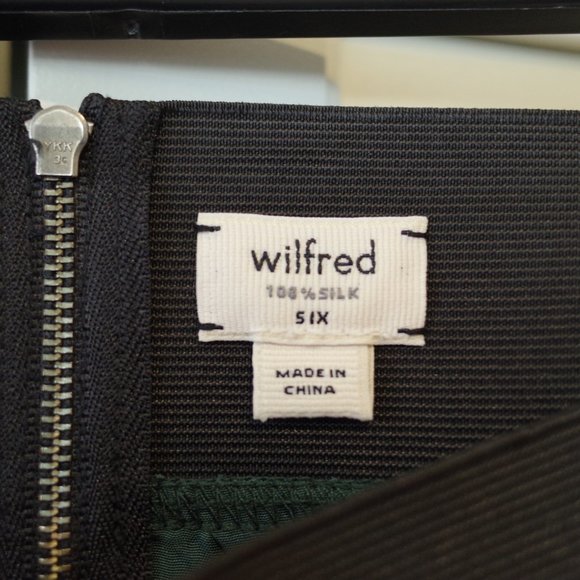 YKK
wilfred
100%SILK
SIX
MADE IN
CHINA